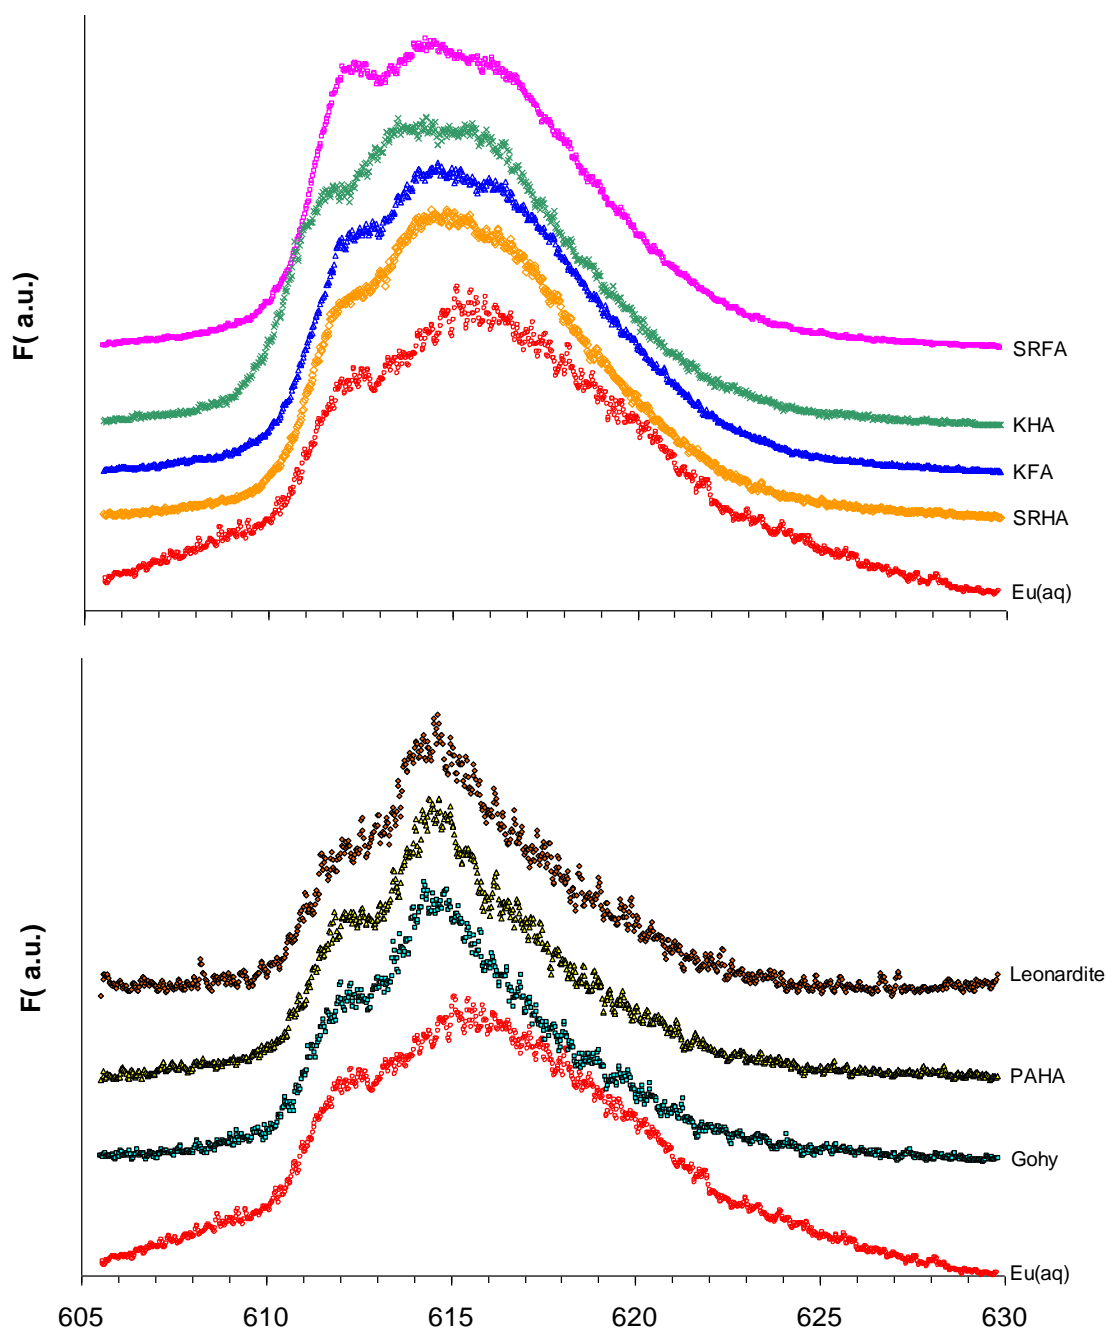 F( a.u.)
SRFA
KHA
KFA
SRHA
Eu(aq)
F( a.u.)
Leonardite
PAHA
Gohy
Eu(aq)
605 610 615 620 625 630